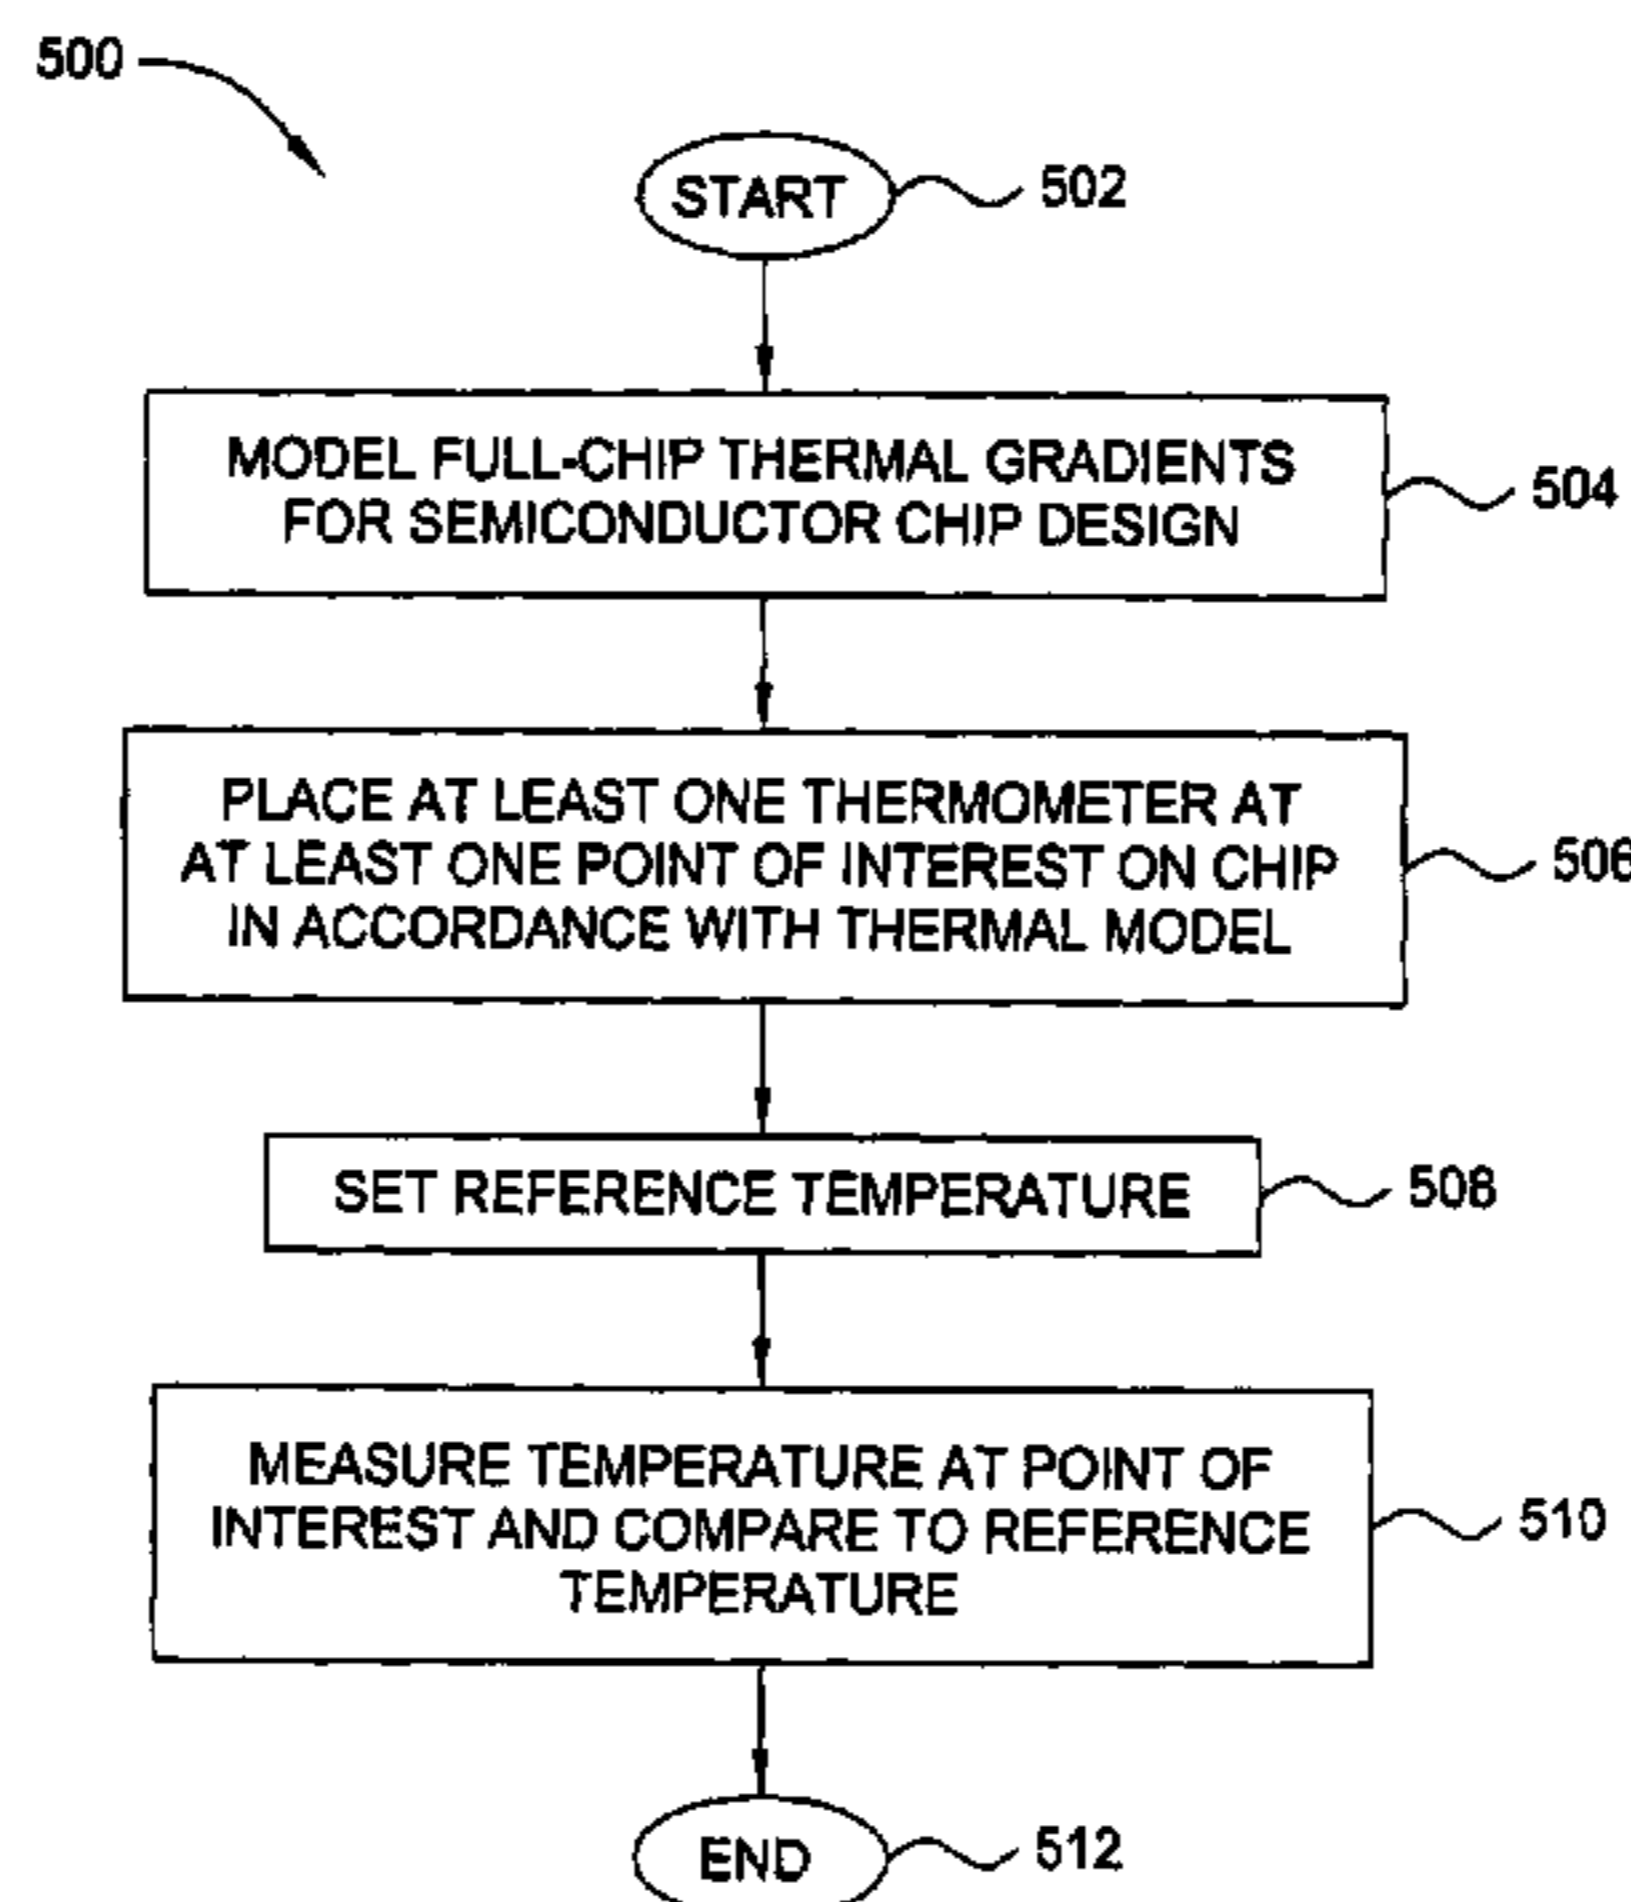 500
START
502
MODEL FULL-CHIP THERMAL GRADIENTS
FOR SEMICONDUCTOR CHIP DESIGN
504
PLACE AT LEAST ONE THERMOMETER AT
AT LEAST ONE POINT OF INTEREST ON CHIP
IN ACCORDANCE WITH THERMAL MODEL
506
SET REFERENCE TEMPERATURE
508
MEASURE TEMPERATURE AT POINT OF
INTEREST AND COMPARE TO REFERENCE
TEMPERATURE
510
END
512